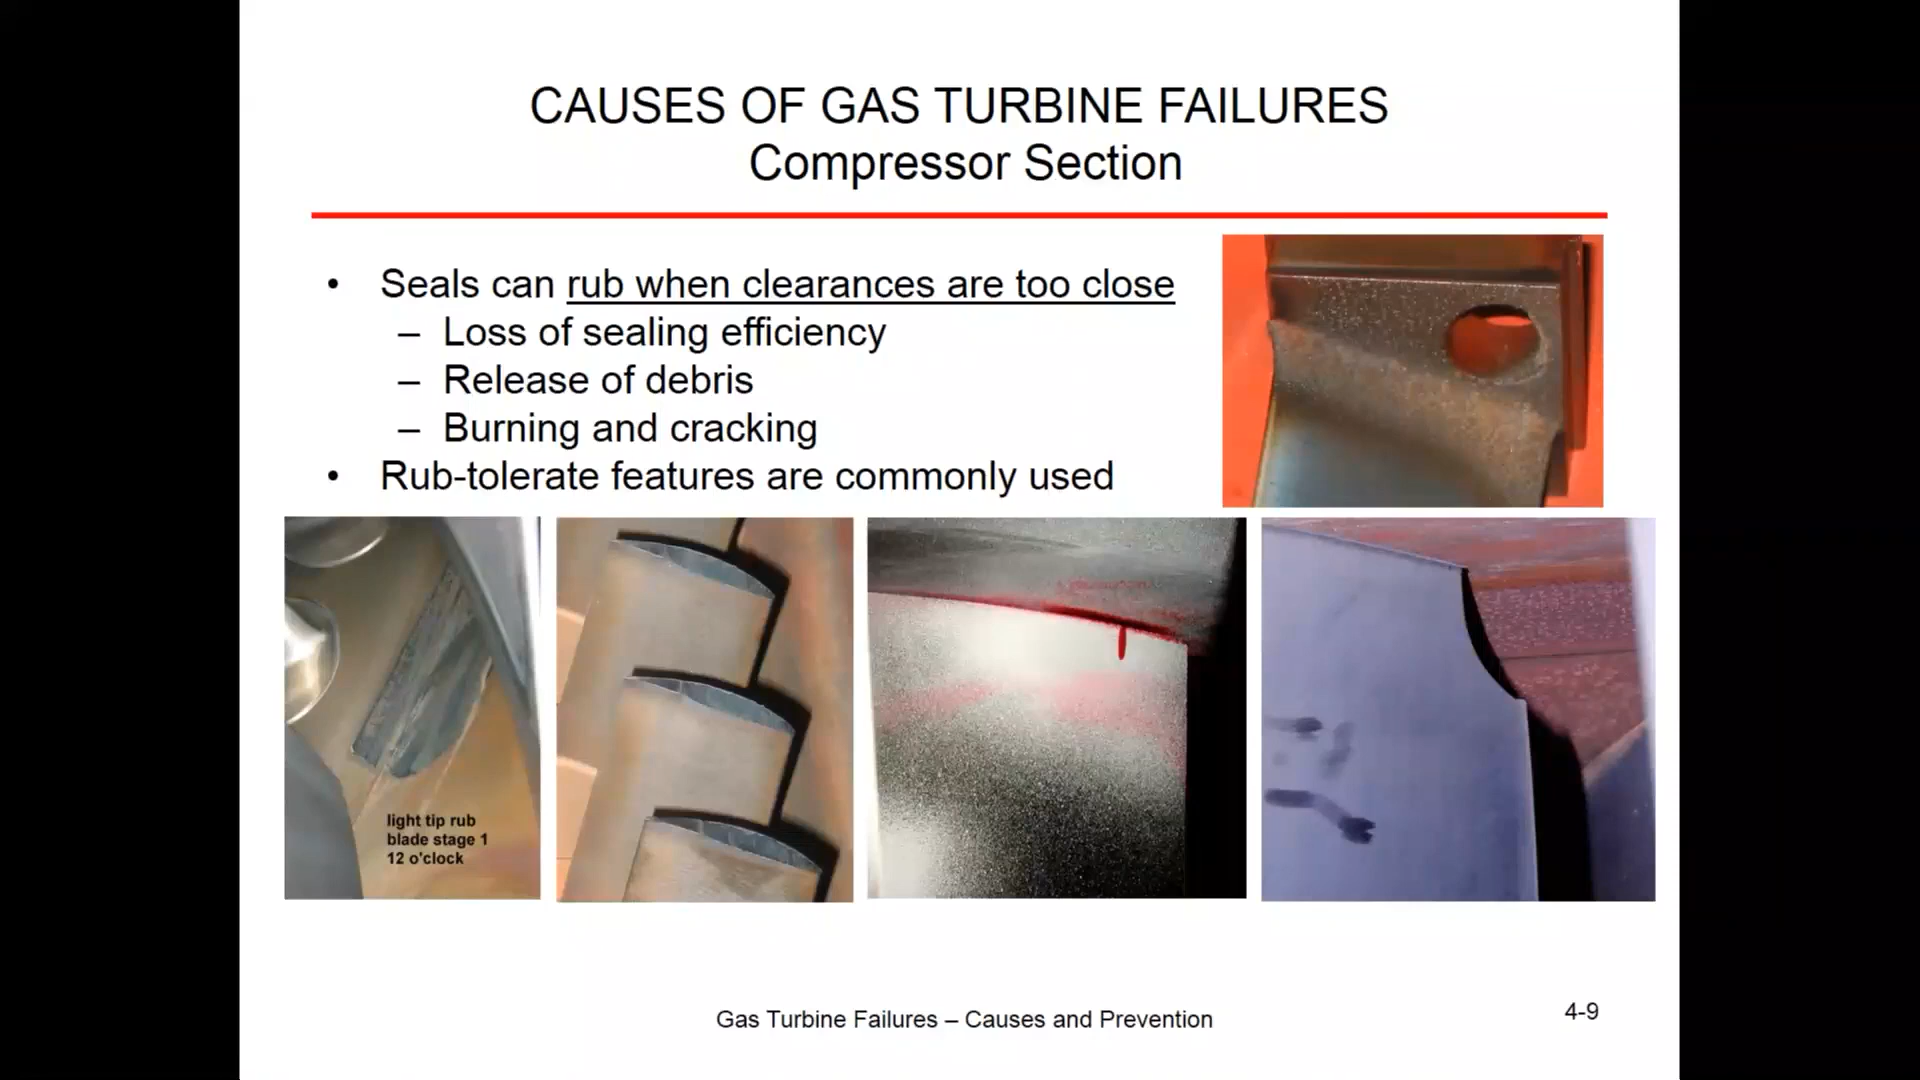 CAUSES OF GAS TURBINE FAILURES
Compressor Section
• Seals can rub when clearances are too close
– Loss of sealing efficiency
– Release of debris
– Burning and cracking
• Rub-tolerate features are commonly used
light tip rub
blade stage 1
12 o'clock
Gas Turbine Failures – Causes and Prevention
4-9